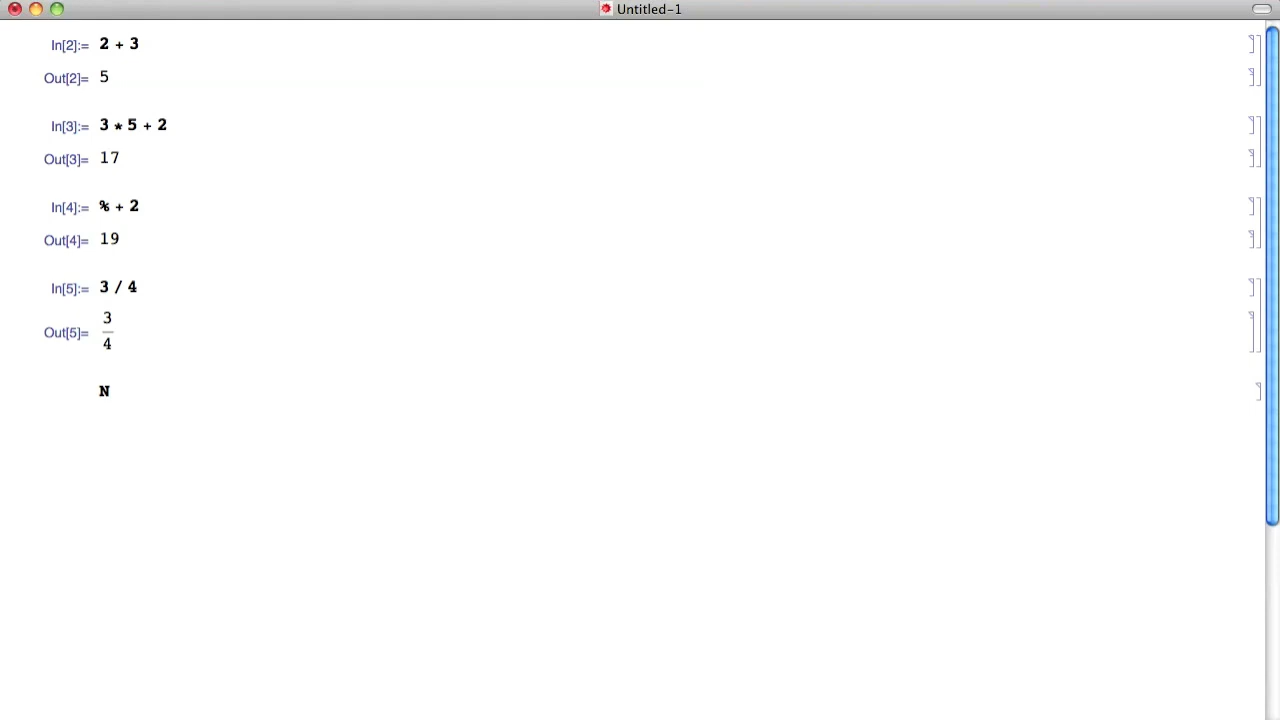 Untitled-1
In[2]:= 2 + 3
Out[2]= 5
In[3]:= 3 * 5 + 2
Out[3]= 17
In[4]:= % + 2
Out[4]= 19
In[5]:= 3 / 4
Out[5]= 3
4
N